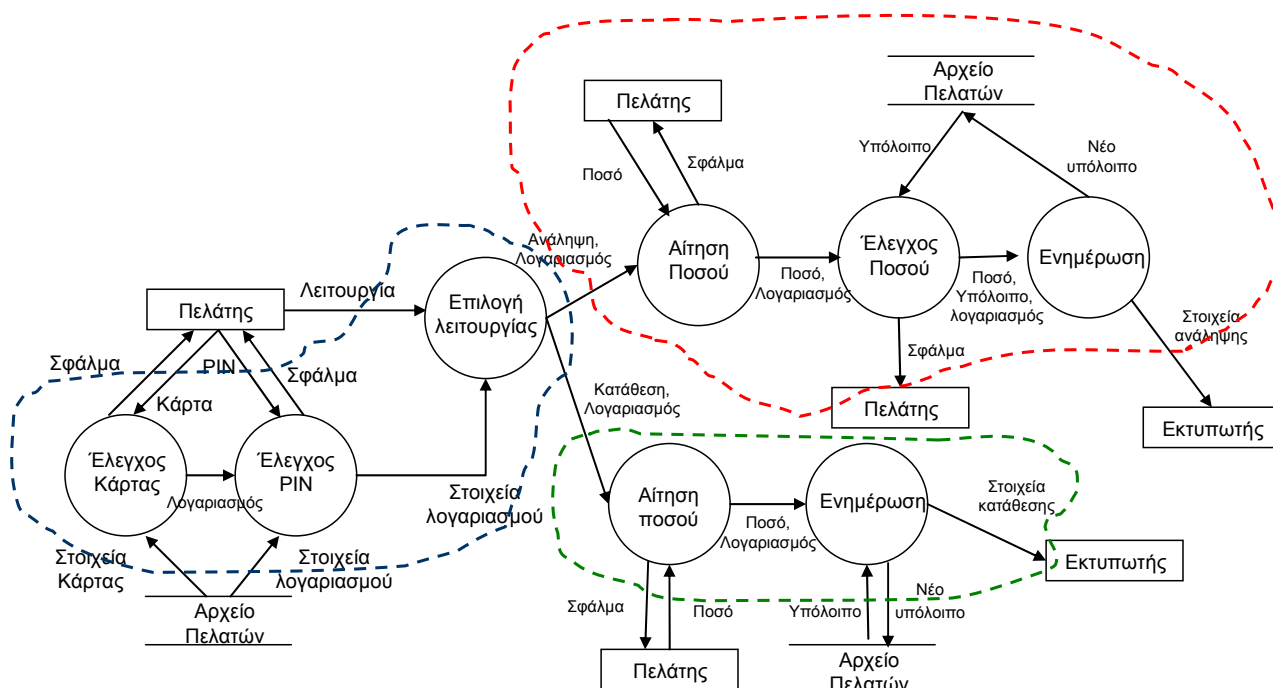 Αρχείο
Πελατών
Πελάτης
Υπόλοιπο
Νέο
υπόλοιπο
Ποσό
Σφάλμα
Ανάληψη,
Λογαριασμός
Αίτηση
Ποσού
Ποσό,
Λογαριασμός
Έλεγχος
Ποσού
Ποσό,
Υπόλοιπο,
λογαριασμός
Ενημέρωση
Στοιχεία
ανάληψης
Σφάλμα
Πελάτης
Εκτυπωτής
Πελάτης
Λειτουργία
Επιλογή
λειτουργίας
Σφάλμα
PIN
Σφάλμα
Κάρτα
Έλεγχος
Κάρτας
Λογαριασμός
Έλεγχος
PIN
Στοιχεία
λογαριασμού
Στοιχεία
Κάρτας
Στοιχεία
λογαριασμού
Αρχείο
Πελατών
Κατάθεση,
Λογαριασμός
Αίτηση
ποσού
Ποσό,
Λογαριασμός
Ενημέρωση
Στοιχεία
κατάθεσης
Εκτυπωτής
Σφάλμα
Ποσό
Υπόλοιπο
Νέο
υπόλοιπο
Πελάτης
Αρχείο
Πελατών